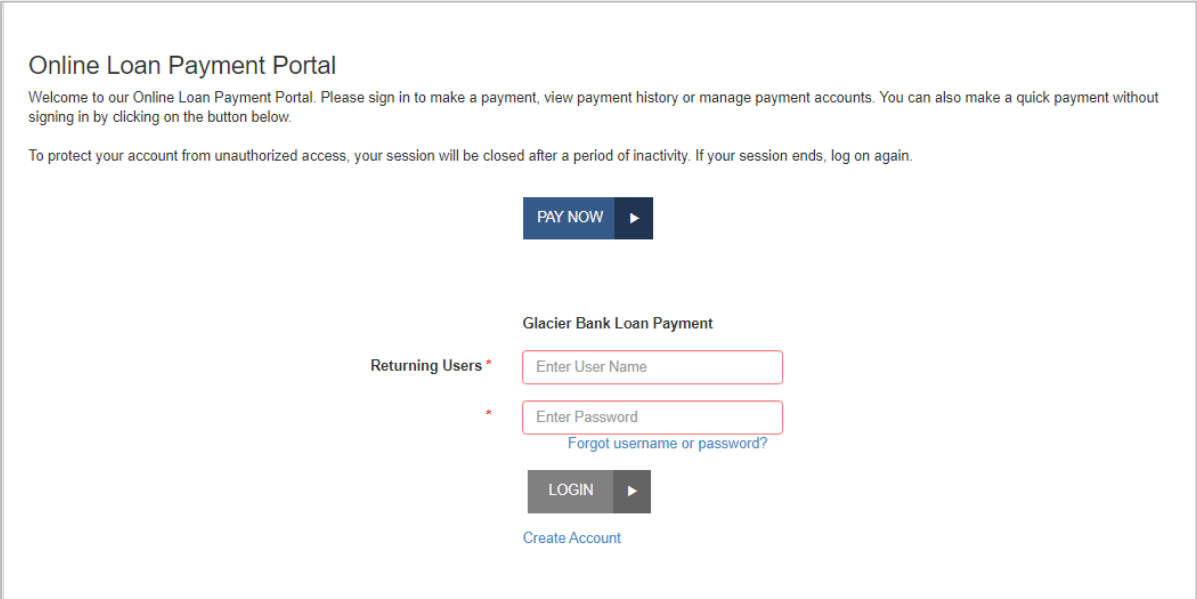 Online Loan Payment Portal
Welcome to our Online Loan Payment Portal. Please sign in to make a payment, view payment history or manage payment accounts. You can also make a quick payment without
signing in by clicking on the button below.
To protect your account from unauthorized access, your session will be closed after a period of inactivity. If your session ends, log on again.
PAY NOW
Glacier Bank Loan Payment
Returning Users * Enter User Name
* Enter Password
Forgot username or password?
LOGIN
Create Account